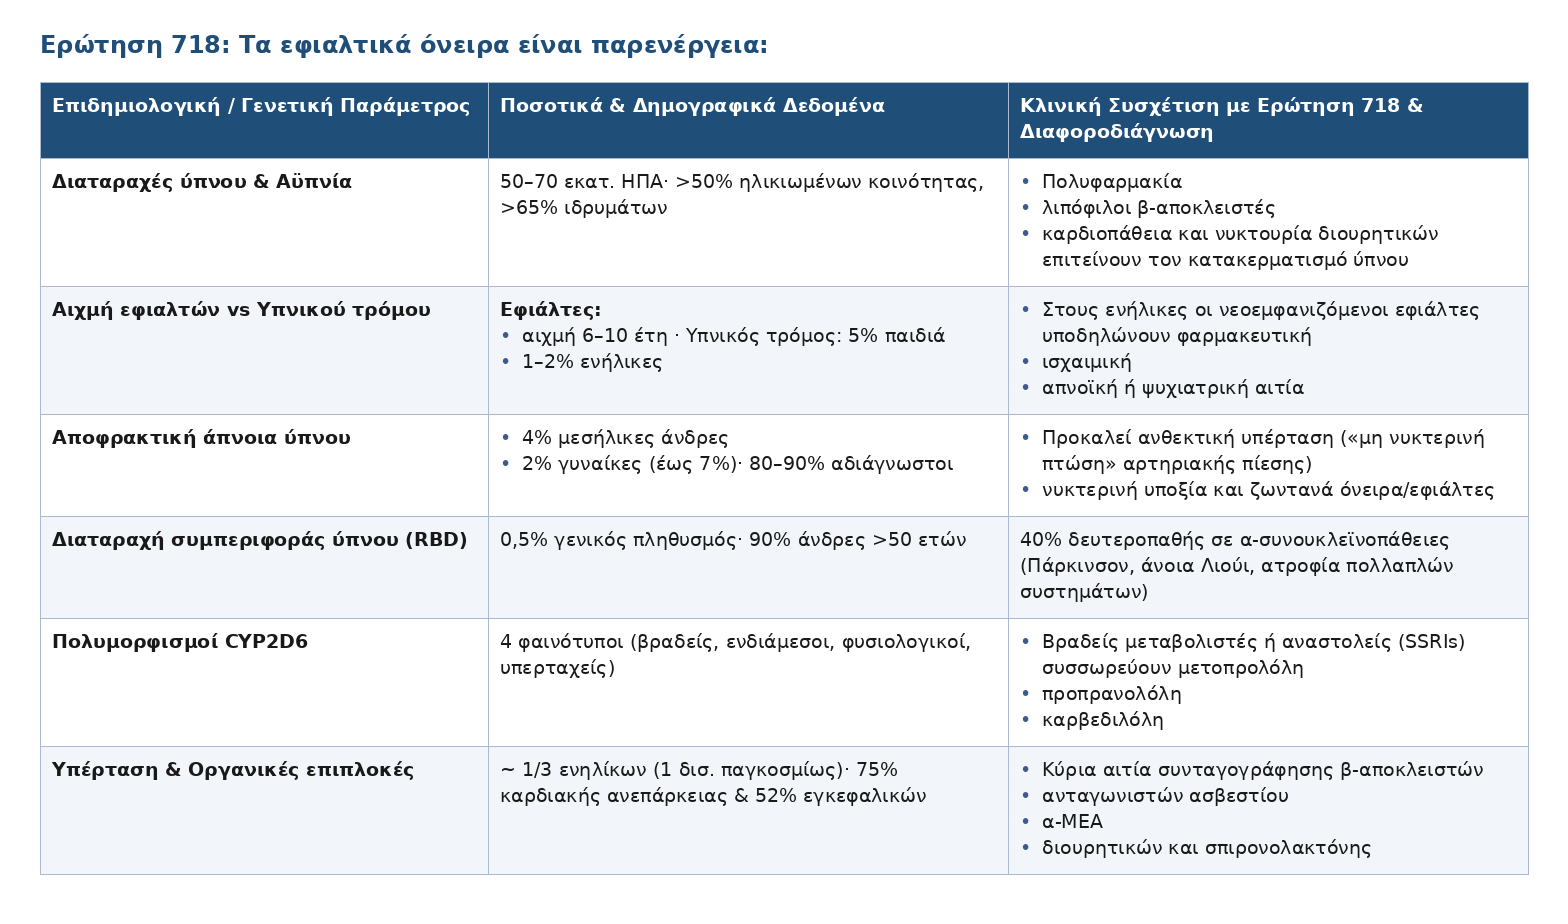 Ερώτηση 718: Τα εφιαλτικά όνειρα είναι παρενέργεια:
Επιδημιολογική / Γενετική Παράμετρος
Ποσοτικά & Δημογραφικά Δεδομένα
Κλινική Συσχέτιση με Ερώτηση 718 &
Διαφοροδιάγνωση
Διαταραχές ύπνου & Αϋπνία
50–70 εκατ. ΗΠΑ· >50% ηλικιωμένων κοινότητας,
>65% ιδρυμάτων
• Πολυφαρμακία
• λιπόφιλοι β-αποκλειστές
• καρδιοπάθεια και νυκτουρία διουρητικών
επιτείνουν τον κατακερματισμό ύπνου
Αιχμή εφιαλτών vs Υπνικού τρόμου
Εφιάλτες:
• αιχμή 6–10 έτη · Υπνικός τρόμος: 5% παιδιά
• 1–2% ενήλικες
• Στους ενήλικες οι νεοεμφανιζόμενοι εφιάλτες
υποδηλώνουν φαρμακευτική
• ισχαιμική
• απνοϊκή ή ψυχιατρική αιτία
Αποφρακτική άπνοια ύπνου
• 4% μεσήλικες άνδρες
• 2% γυναίκες (έως 7%)· 80–90% αδιάγνωστοι
• Προκαλεί ανθεκτική υπέρταση («μη νυκτερινή
πτώση» αρτηριακής πίεσης)
• νυκτερινή υποξία και ζωντανά όνειρα/εφιάλτες
Διαταραχή συμπεριφοράς ύπνου (RBD)
0,5% γενικός πληθυσμός· 90% άνδρες >50 ετών
40% δευτεροπαθής σε α-συνουκλεϊνοπάθειες
(Πάρκινσον, άνοια Λιούι, ατροφία πολλαπλών
συστημάτων)
Πολυμορφισμοί CYP2D6
4 φαινότυποι (βραδείς, ενδιάμεσοι, φυσιολογικοί,
υπερταχείς)
• Βραδείς μεταβολιστές ή αναστολείς (SSRIs)
συσσωρεύουν μετοπρολόλη
• προπρανολόλη
• καρβεδιλόλη
Υπέρταση & Οργανικές επιπλοκές
~ 1/3 ενηλίκων (1 δισ. παγκοσμίως)· 75%
καρδιακής ανεπάρκειας & 52% εγκεφαλικών
• Κύρια αιτία συνταγογράφησης β-αποκλειστών
• ανταγωνιστών ασβεστίου
• α-ΜΕΑ
• διουρητικών και σπιρονολακτόνης